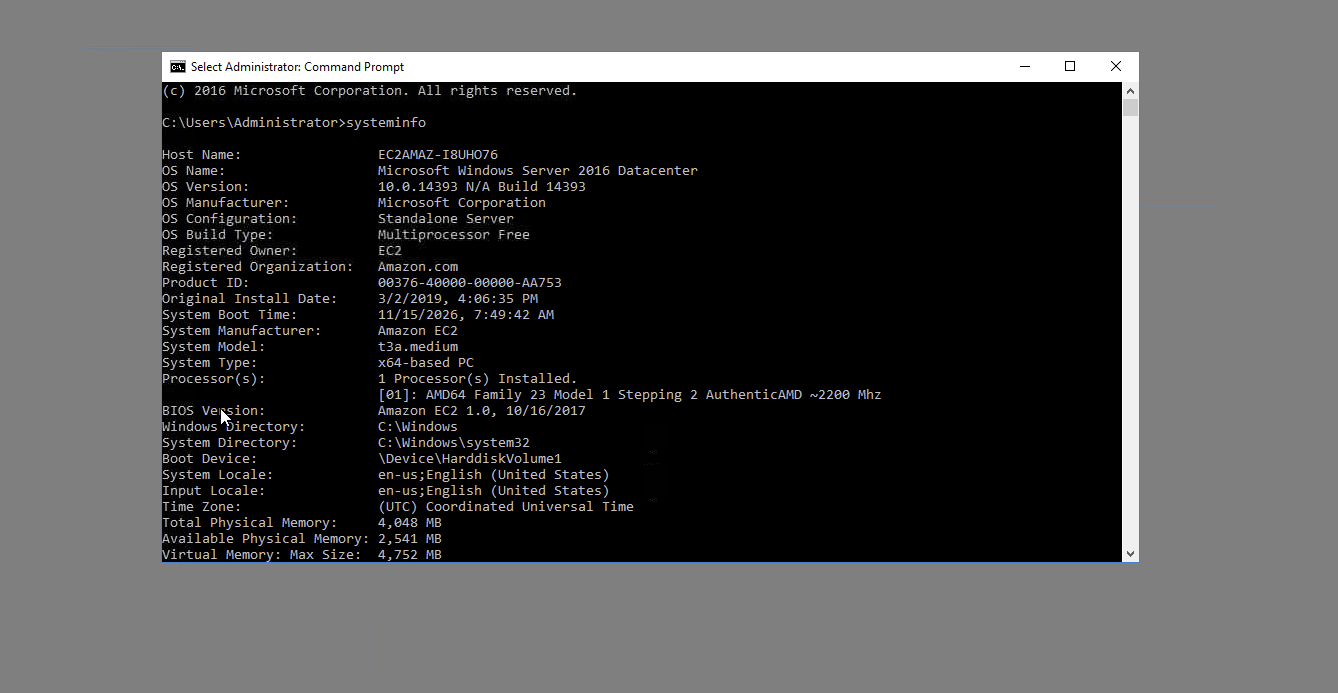 Select Administrator: Command Prompt
(c) 2016 Microsoft Corporation. All rights reserved.
C:\Users\Administrator>systeminfo
Host Name: EC2AMAZ-I8UHO76
OS Name: Microsoft Windows Server 2016 Datacenter
OS Version: 10.0.14393 N/A Build 14393
OS Manufacturer: Microsoft Corporation
OS Configuration: Standalone Server
OS Build Type: Multiprocessor Free
Registered Owner: EC2
Registered Organization: Amazon.com
Product ID: 00376-40000-00000-AA753
Original Install Date: 3/2/2019, 4:06:35 PM
System Boot Time: 11/15/2026, 7:49:42 AM
System Manufacturer: Amazon EC2
System Model: t3a.medium
System Type: x64-based PC
Processor(s): 1 Processor(s) Installed.
[01]: AMD64 Family 23 Model 1 Stepping 2 AuthenticAMD ~2200 Mhz
BIOS Version: Amazon EC2 1.0, 10/16/2017
Windows Directory: C:\Windows
System Directory: C:\Windows\system32
Boot Device: \Device\HarddiskVolume1
System Locale: en-us;English (United States)
Input Locale: en-us;English (United States)
Time Zone: (UTC) Coordinated Universal Time
Total Physical Memory: 4,048 MB
Available Physical Memory: 2,541 MB
Virtual Memory: Max Size: 4,752 MB